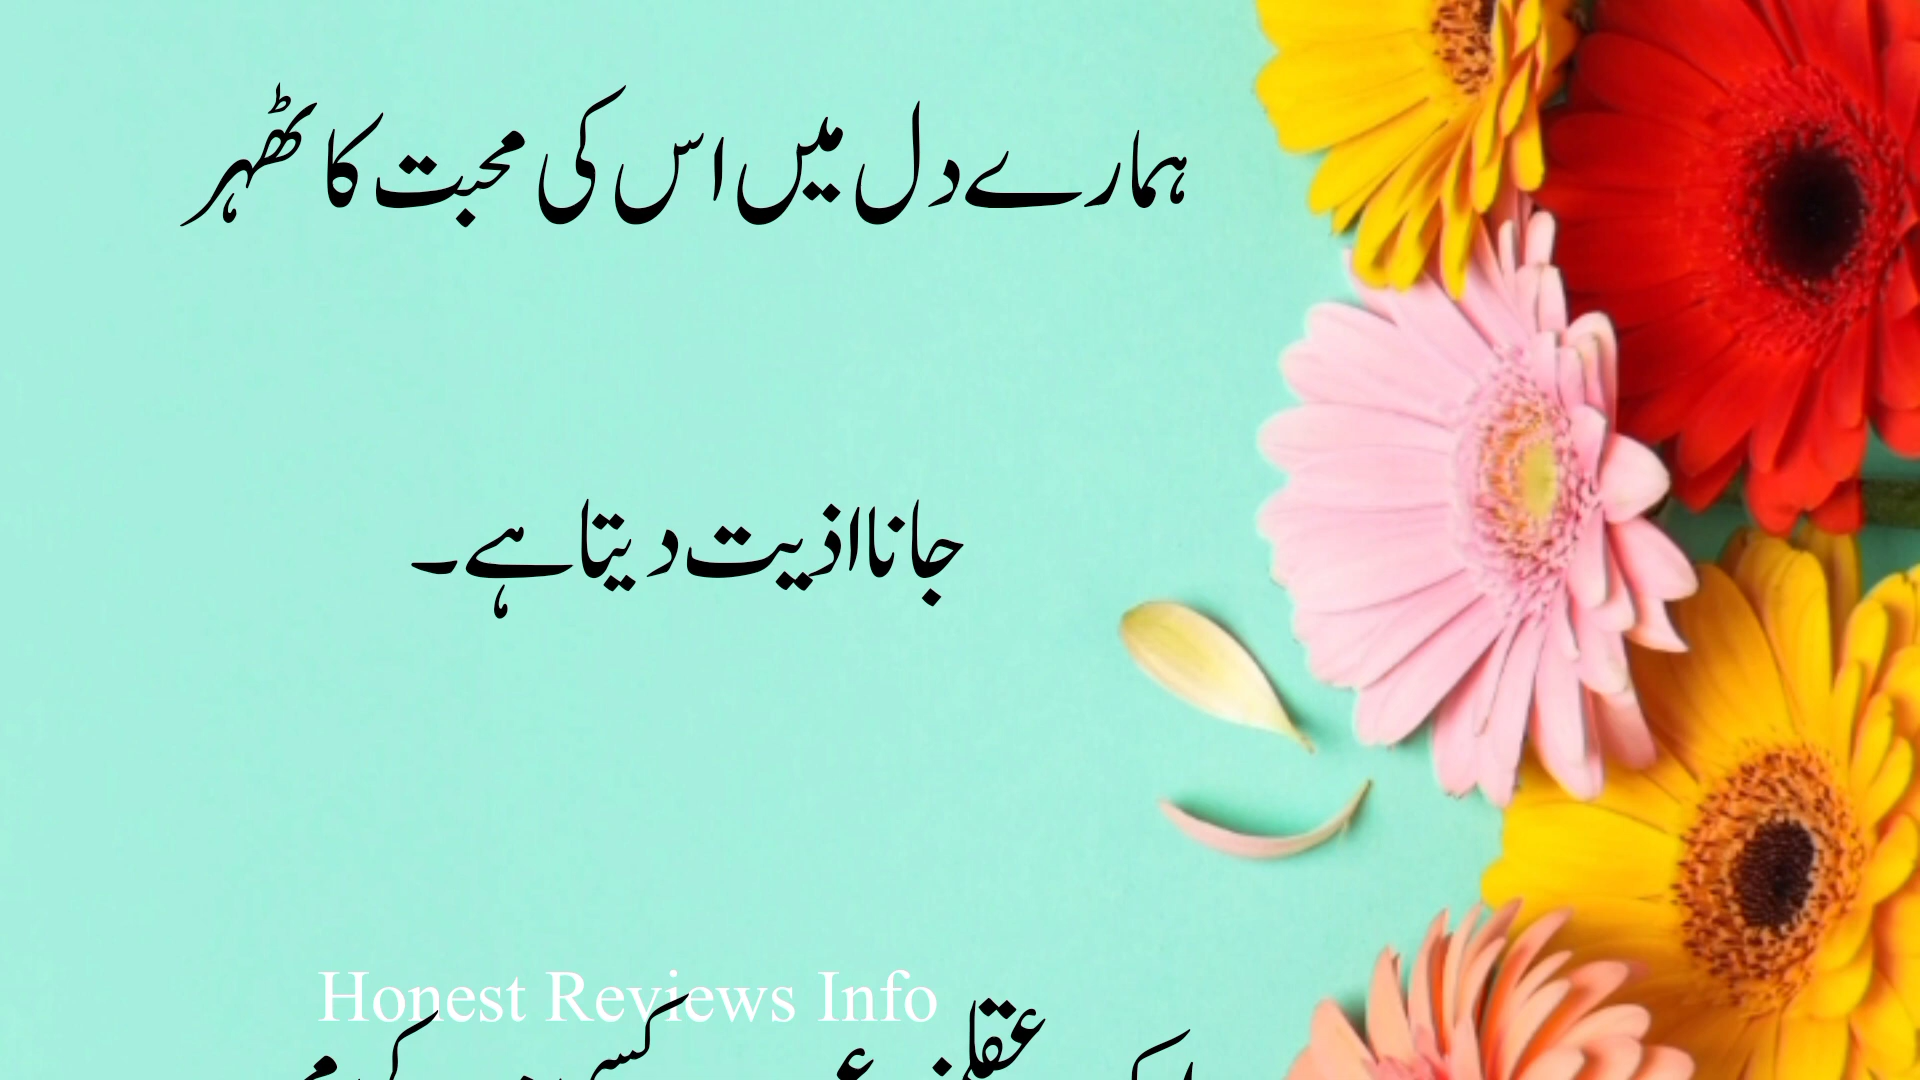 ہمارے دل میں اس کی محبت کا ٹھہر
جانا اذیت دیتا ہے۔
Honest Reviews Info